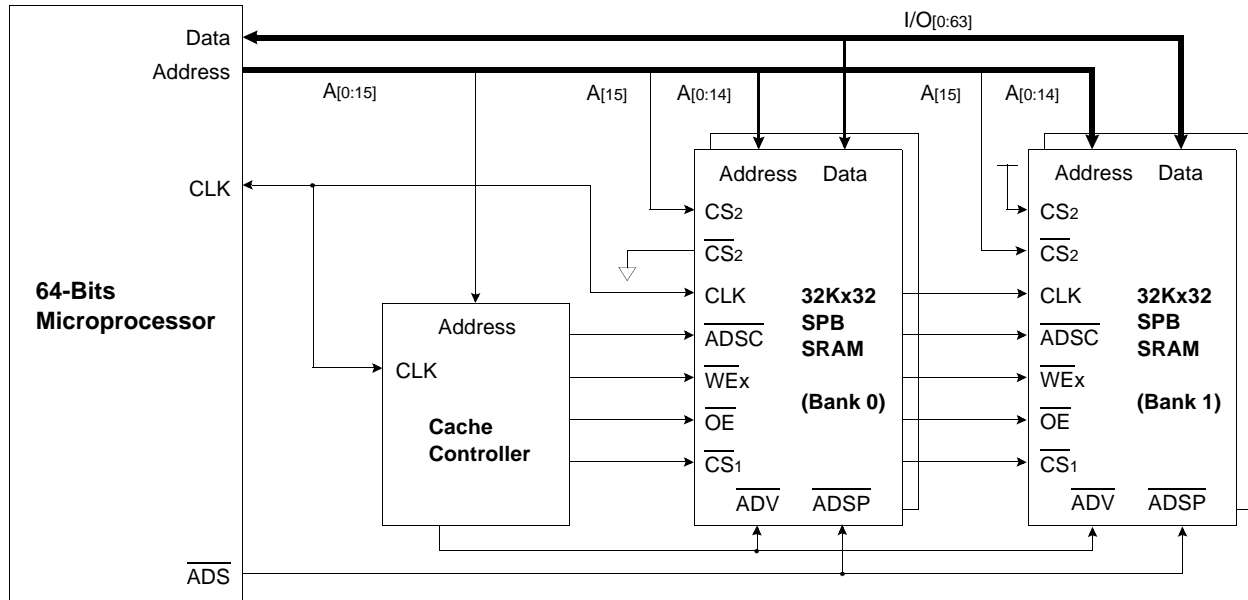 I/O[0:63]
Data
Address
A[0:15]
A[15]
A[0:14]
A[15]
A[0:14]
CLK
64-Bits
Microprocessor
ADS
Address
CLK
Cache
Controller
Address Data
CS2
CS2
CLK
ADSC
WEx
OE
CS1
ADV ADSP
32Kx32
SPB
SRAM
(Bank 0)
Address Data
CS2
CS2
CLK
ADSC
WEx
OE
CS1
ADV ADSP
32Kx32
SPB
SRAM
(Bank 1)